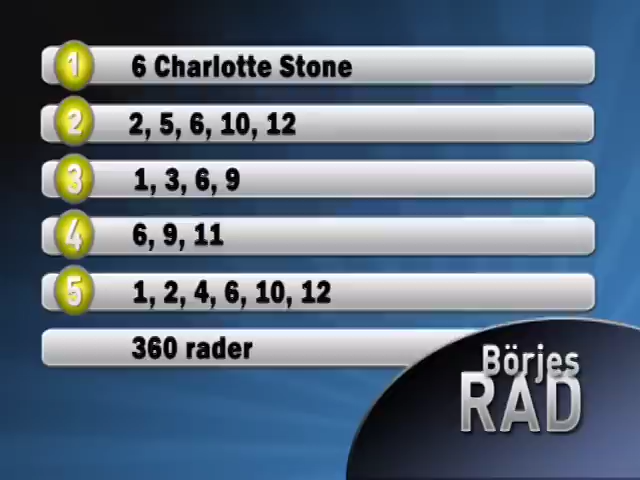 1 6 Charlotte Stone
2 2, 5, 6, 10, 12
3 1, 3, 6, 9
4 6, 9, 11
5 1, 2, 4, 6, 10, 12
360 rader
Börjes
RAD